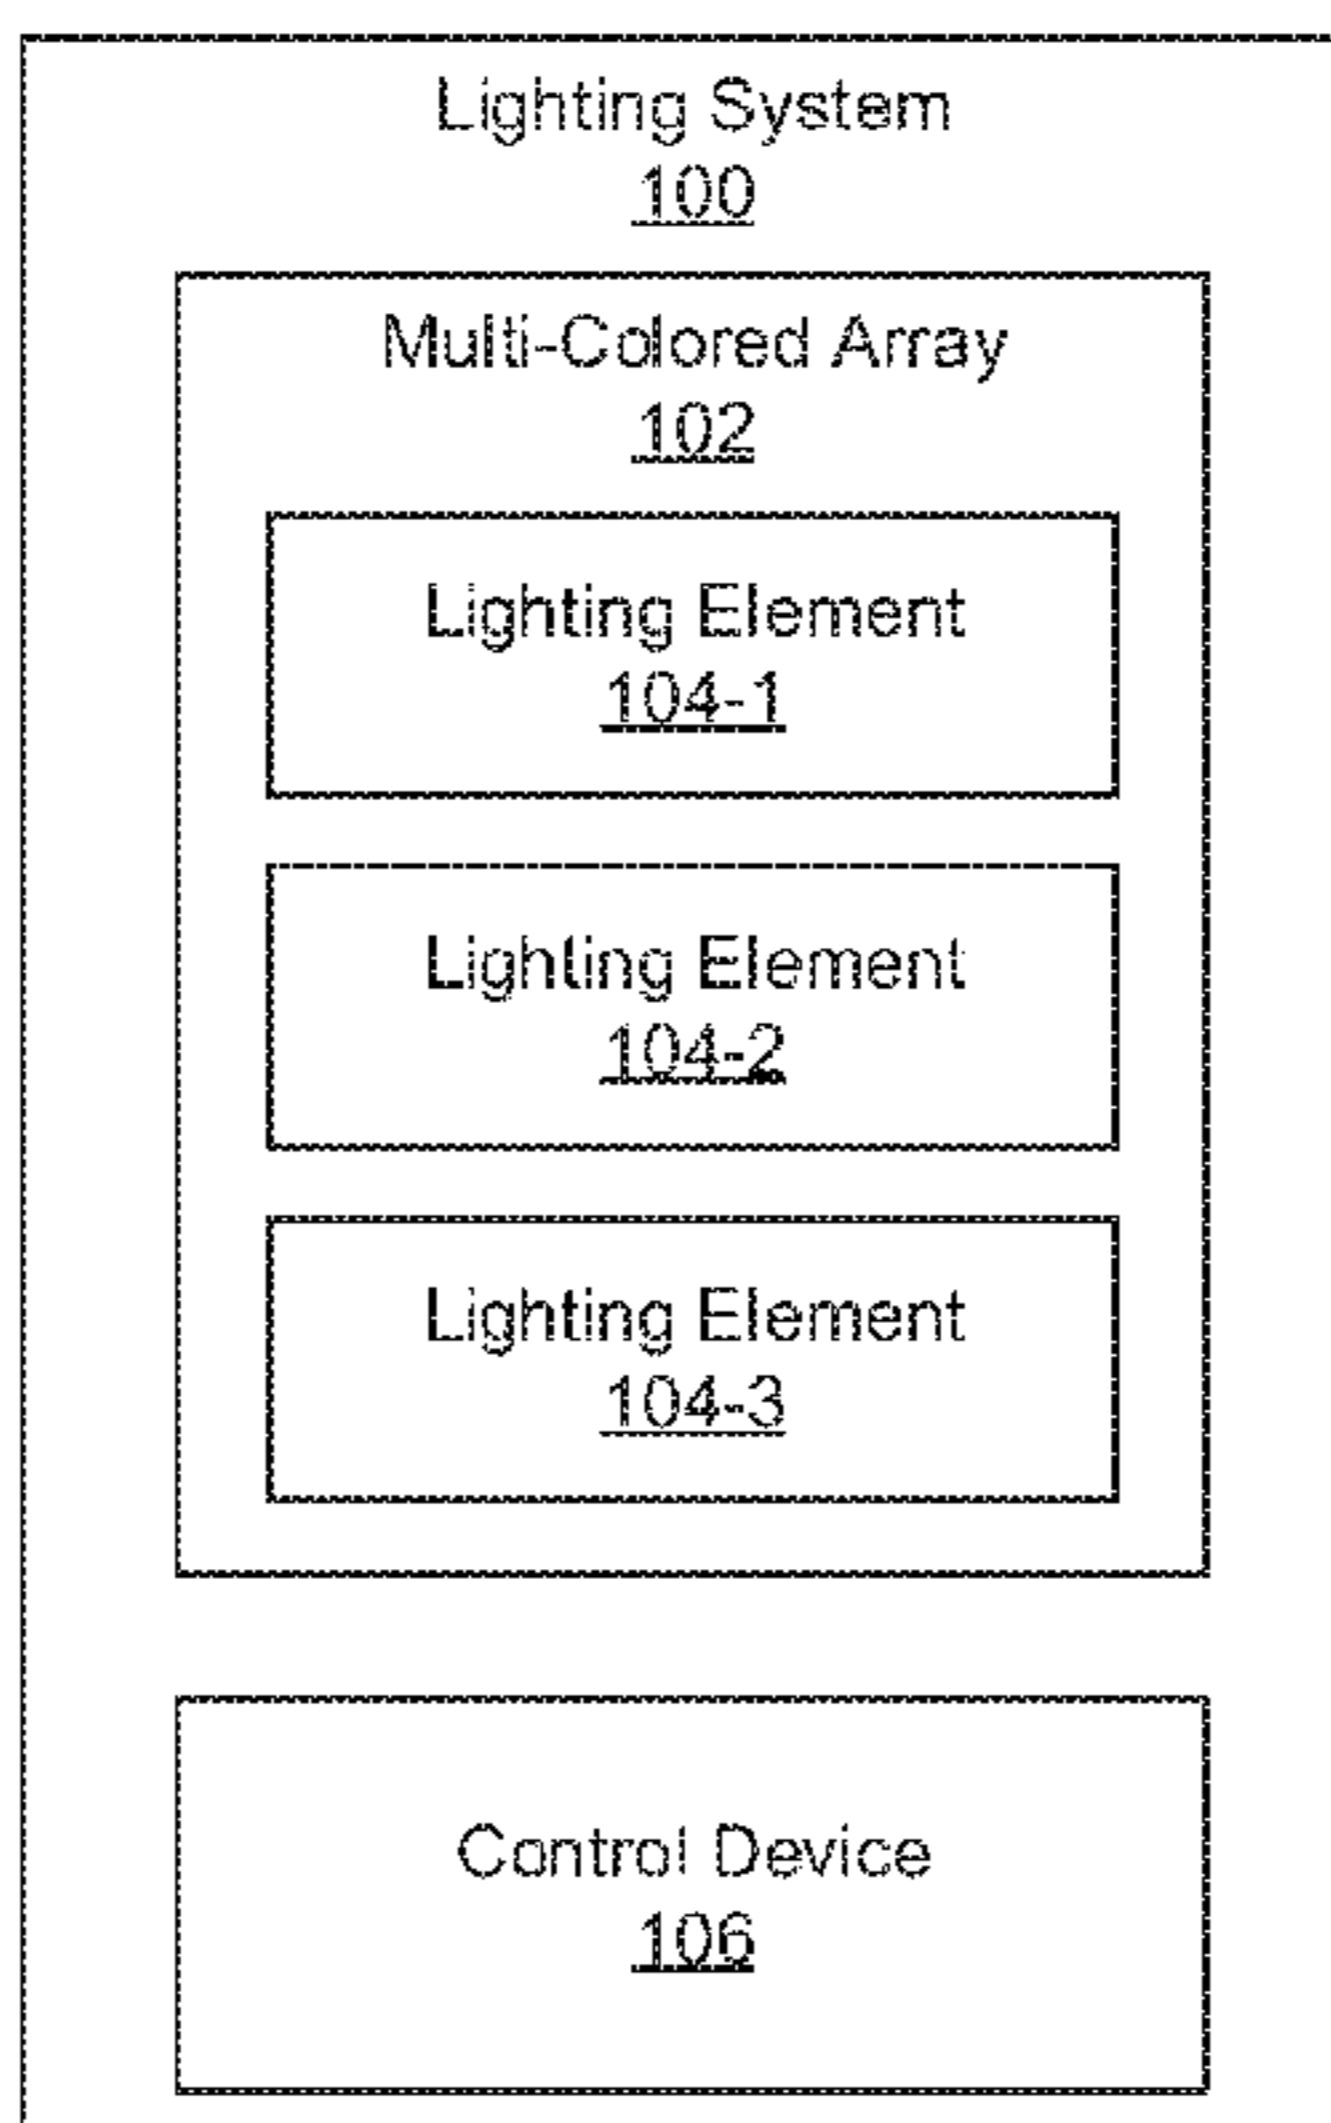 Lighting System
100
Multi-Colored Array
102
Lighting Element
104-1
Lighting Element
104-2
Lighting Element
104-3
Control Device
106